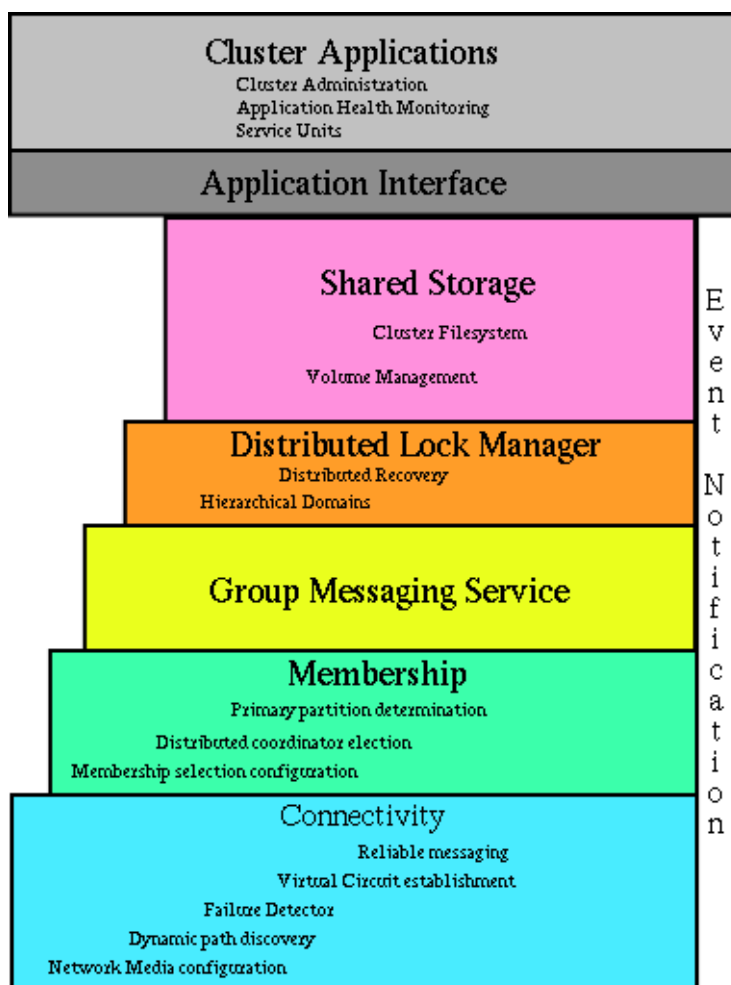 Cluster Applications
Cluster Administration
Application Health Monitoring
Service Units
Application Interface
Shared Storage
Cluster Filesystem
Volume Management
Distributed Lock Manager
Distributed Recovery
Hierarchical Domains
Group Messaging Service
Membership
Primary partition determination
Distributed coordinator election
Membership selection configuration
Connectivity
Reliable messaging
Virtual Circuit establishment
Failure Detector
Dynamic path discovery
Network Media configuration
Event Notification